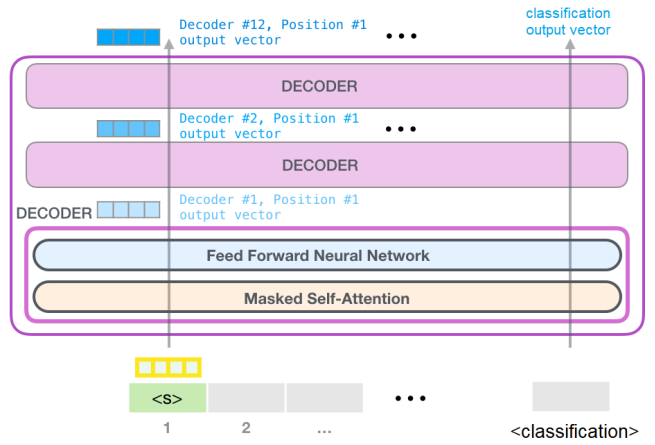 Decoder #12, Position #1
output vector
...
classification
output vector
DECODER
Decoder #2, Position #1
output vector
...
DECODER
DECODER
Decoder #1, Position #1
output vector
Feed Forward Neural Network
Masked Self-Attention
<s>
...
1
2
...
<classification>